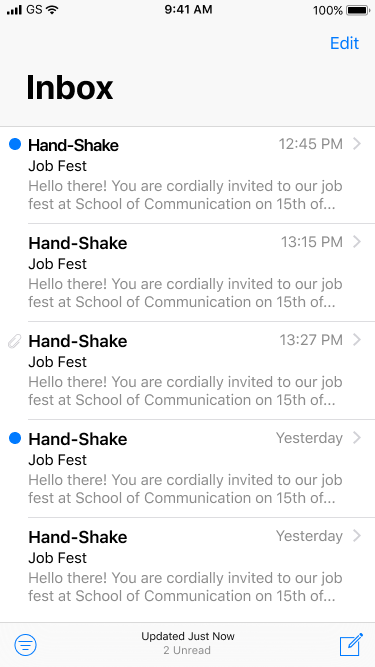 GS 9:41 AM 100%
Edit
Inbox
Hand-Shake 12:45 PM
Job Fest
Hello there! You are cordially invited to our job
fest at School of Communication on 15th of...
Hand-Shake 13:15 PM
Job Fest
Hello there! You are cordially invited to our job
fest at School of Communication on 15th of...
Hand-Shake 13:27 PM
Job Fest
Hello there! You are cordially invited to our job
fest at School of Communication on 15th of...
Hand-Shake Yesterday
Job Fest
Hello there! You are cordially invited to our job
fest at School of Communication on 15th of...
Hand-Shake Yesterday
Job Fest
Hello there! You are cordially invited to our job
fest at School of Communication on 15th of...
Updated Just Now
2 Unread